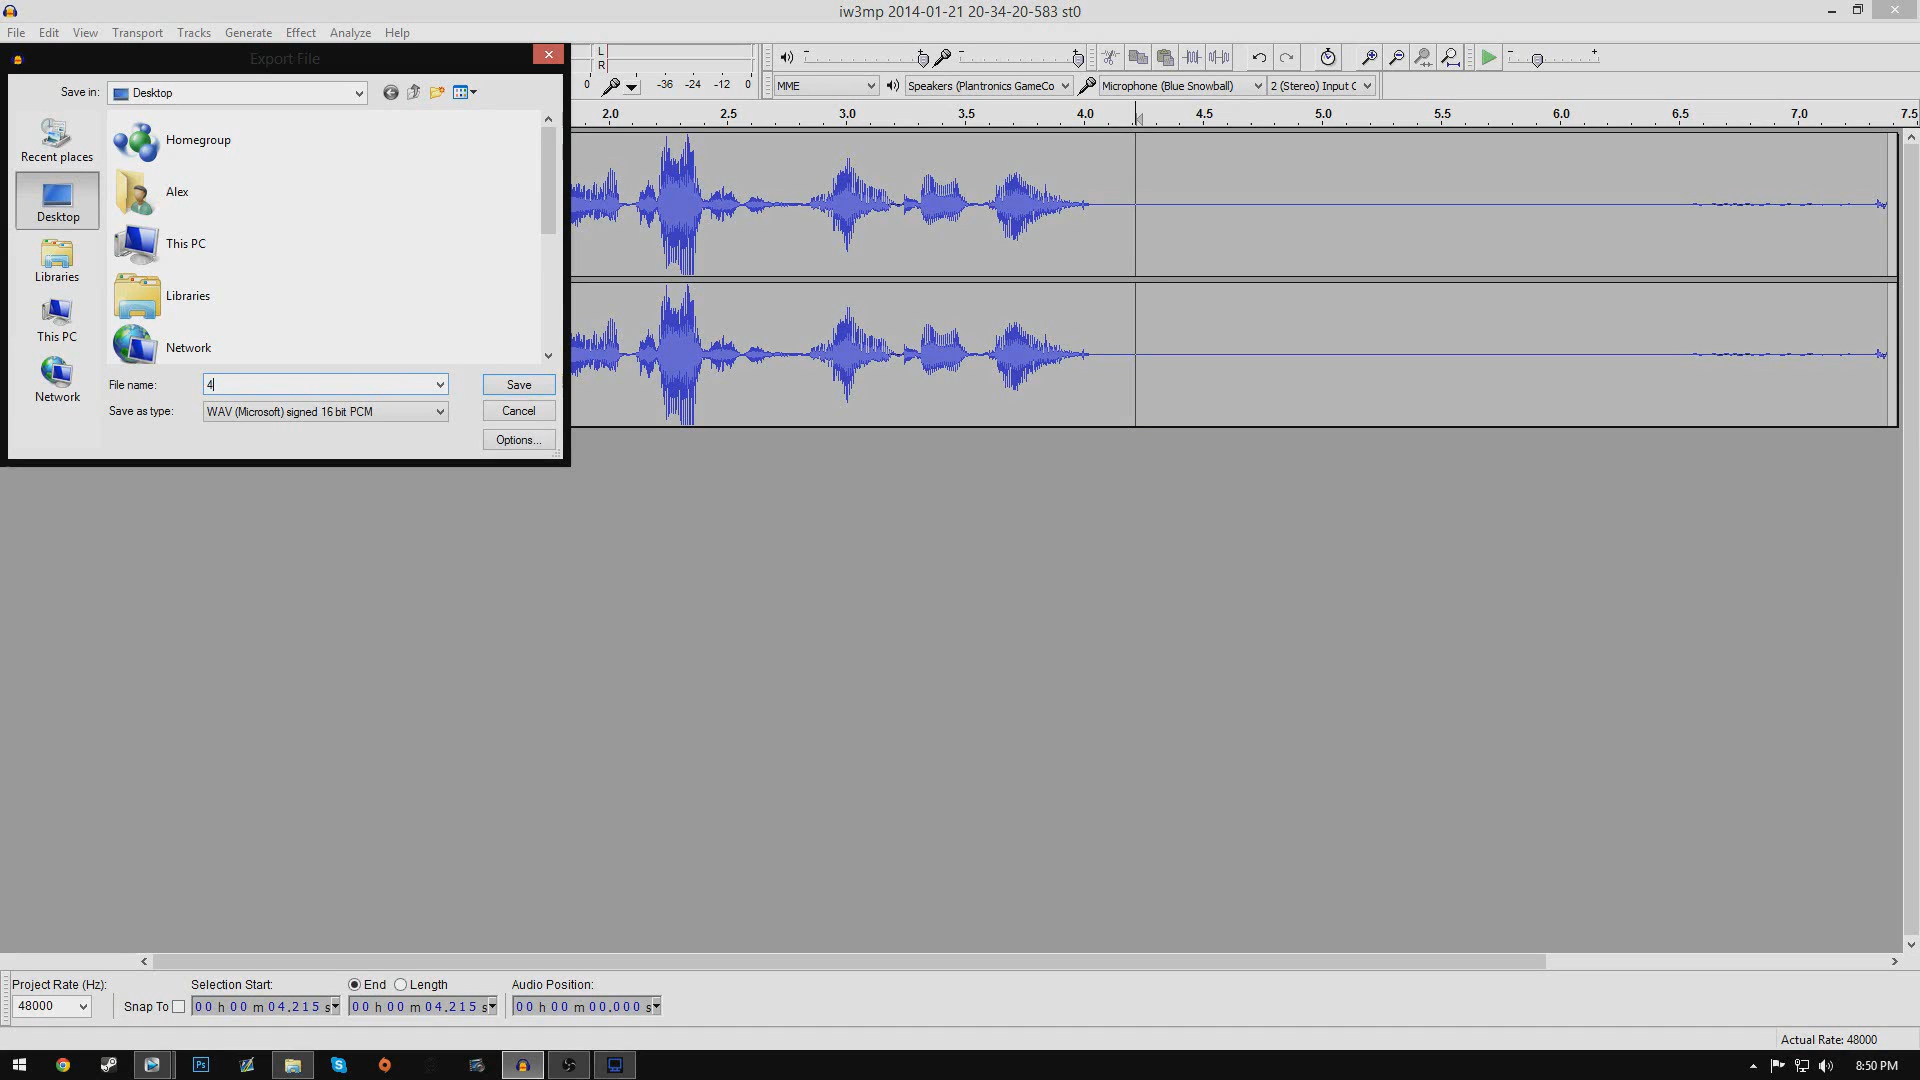 iw3mp 2014-01-21 20-34-20-583 st0
File Edit View Transport Tracks Generate Effect Analyze Help
Export File
L
R
0 -36 -24 -12 0
MME
Speakers (Plantronics GameCo
Microphone (Blue Snowball)
2 (Stereo) Input C
2.0 2.5 3.0 3.5 4.0 4.5 5.0 5.5 6.0 6.5 7.0 7.5
Save in: Desktop
Recent places
Desktop
Libraries
This PC
Network
Homegroup
Alex
This PC
Libraries
Network
File name: 4
Save
Save as type: WAV (Microsoft) signed 16 bit PCM
Cancel
Options...
Project Rate (Hz):
48000
Snap To
Selection Start:
00 h 00 m 04.215 s
End Length
00 h 00 m 04.215 s
Audio Position:
00 h 00 m 00.000 s
Actual Rate: 48000
Ps
8:50 PM